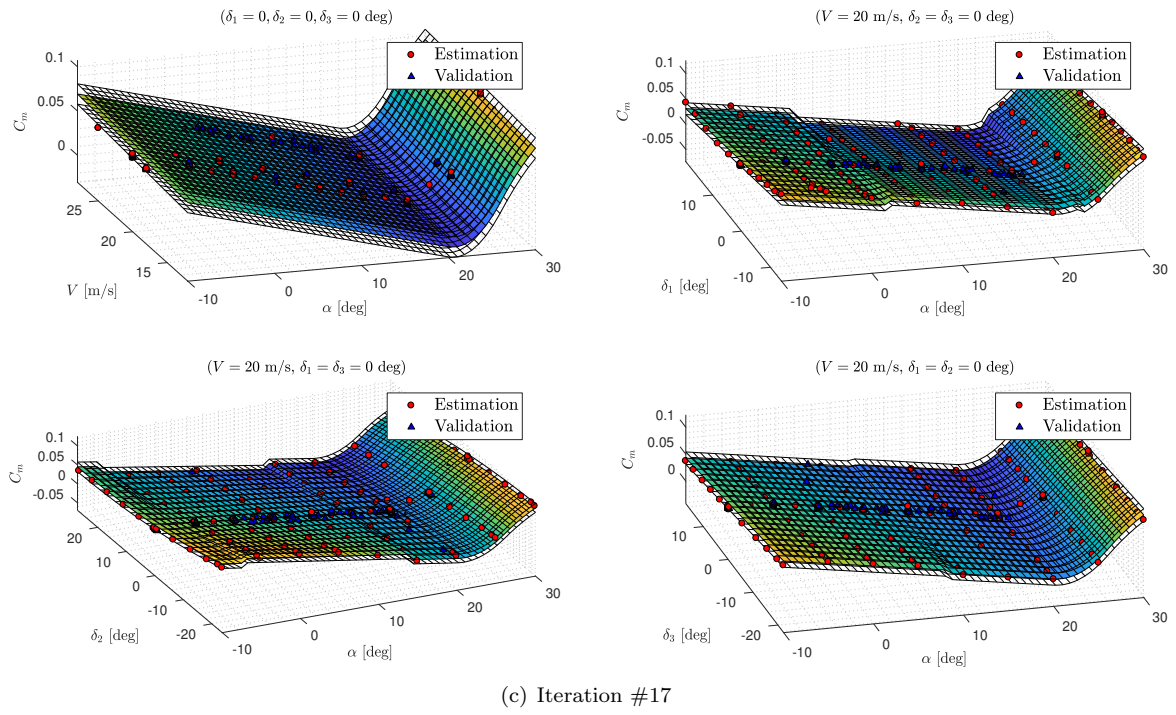 (δ₁ = 0, δ₂ = 0, δ₃ = 0 deg)
Estimation
Validation
0.1
0.05
0
C_m
25
20
15
V [m/s]
-10
0
10
20
30
α [deg]
(V = 20 m/s, δ₂ = δ₃ = 0 deg)
Estimation
Validation
0.1
0.05
0
-0.05
C_m
10
0
-10
δ₁ [deg]
-10
0
10
20
30
α [deg]
(V = 20 m/s, δ₁ = δ₃ = 0 deg)
Estimation
Validation
0.1
0.05
0
-0.05
C_m
20
10
0
-10
-20
δ₂ [deg]
-10
0
10
20
30
α [deg]
(V = 20 m/s, δ₁ = δ₂ = 0 deg)
Estimation
Validation
0.1
0.05
0
C_m
10
0
-10
-20
δ₃ [deg]
-10
0
10
20
30
α [deg]
(c) Iteration #17